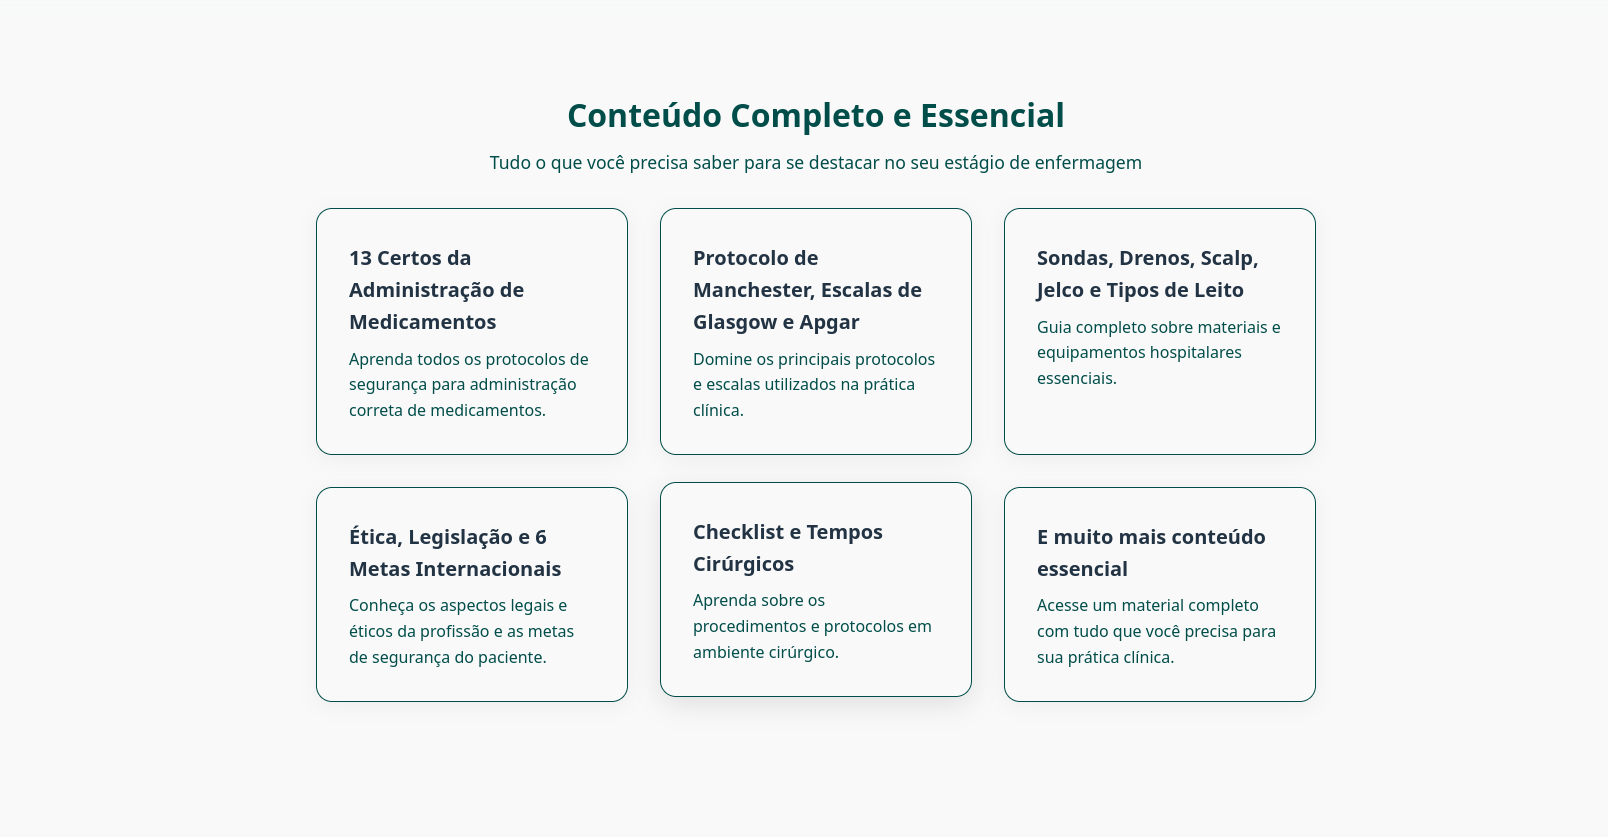 Conteúdo Completo e Essencial
Tudo o que você precisa saber para se destacar no seu estágio de enfermagem
13 Certos da
Administração de
Medicamentos
Aprenda todos os protocolos de
segurança para administração
correta de medicamentos.
Protocolo de
Manchester, Escalas de
Glasgow e Apgar
Domine os principais protocolos
e escalas utilizados na prática
clínica.
Sondas, Drenos, Scalp,
Jelco e Tipos de Leito
Guia completo sobre materiais e
equipamentos hospitalares
essenciais.
Ética, Legislação e 6
Metas Internacionais
Conheça os aspectos legais e
éticos da profissão e as metas
de segurança do paciente.
Checklist e Tempos
Cirúrgicos
Aprenda sobre os
procedimentos e protocolos em
ambiente cirúrgico.
E muito mais conteúdo
essencial
Acesse um material completo
com tudo que você precisa para
sua prática clínica.